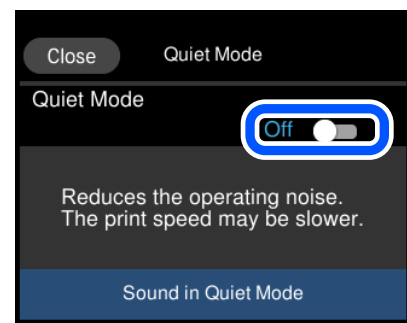 Close Quiet Mode
Quiet Mode
Off
Reduces the operating noise.
The print speed may be slower.
Sound in Quiet Mode